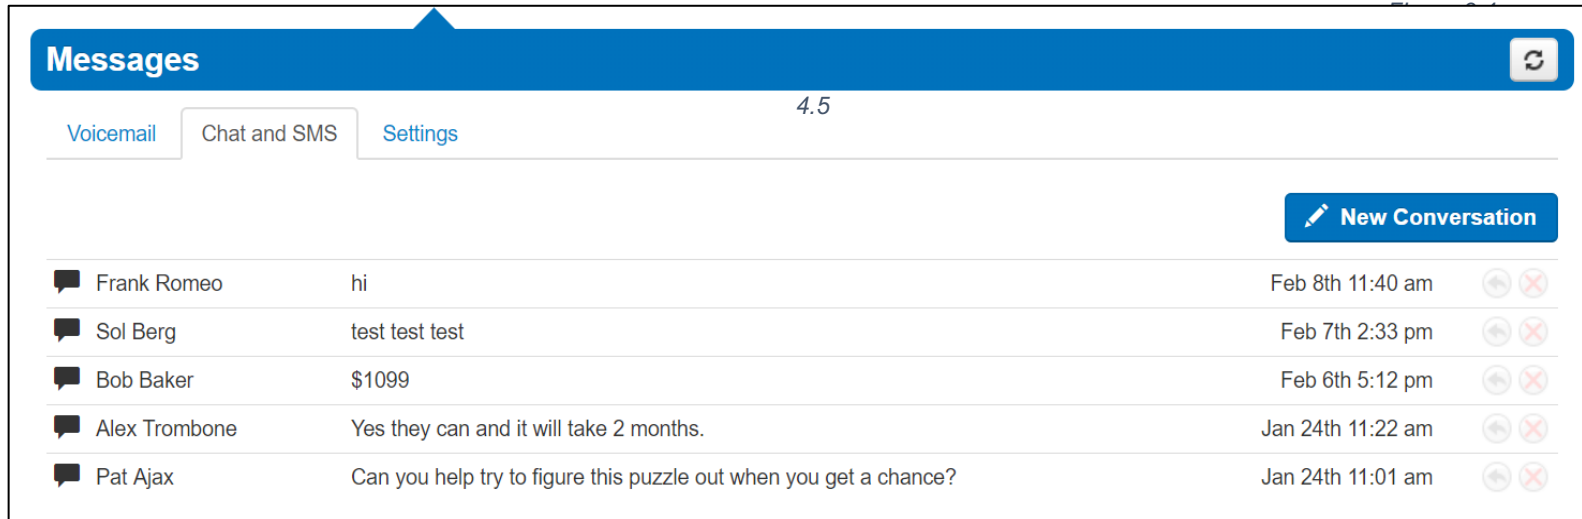 Messages
4.5
Voicemail Chat and SMS Settings
New Conversation
Frank Romeo hi Feb 8th 11:40 am
Sol Berg test test test Feb 7th 2:33 pm
Bob Baker $1099 Feb 6th 5:12 pm
Alex Trombone Yes they can and it will take 2 months. Jan 24th 11:22 am
Pat Ajax Can you help try to figure this puzzle out when you get a chance? Jan 24th 11:01 am